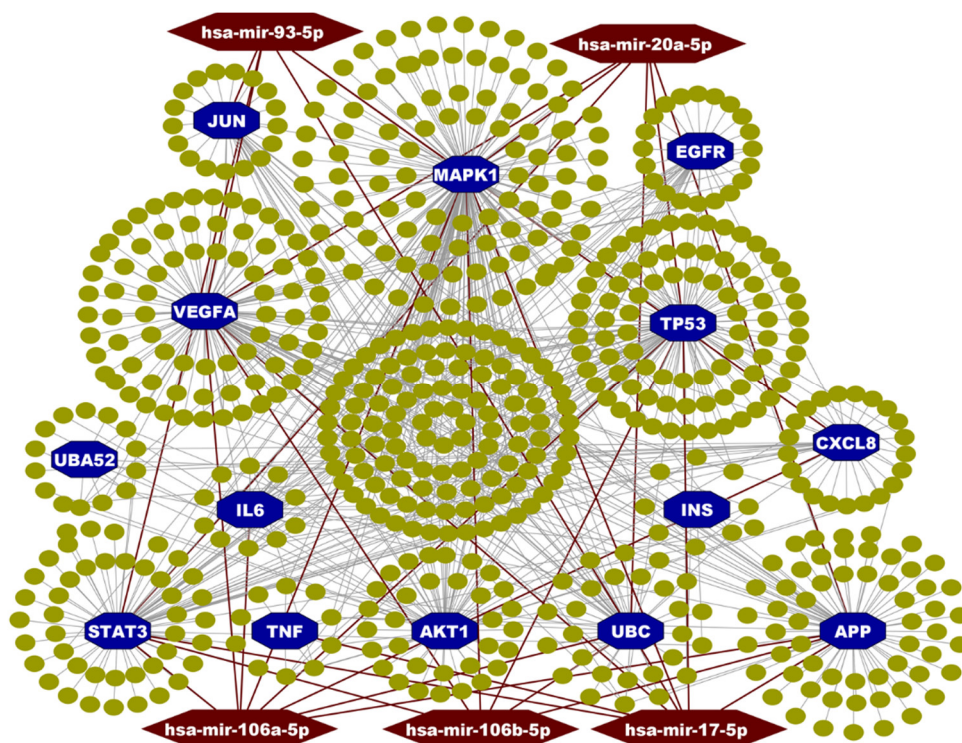 hsa-mir-93-5p
hsa-mir-20a-5p
JUN
EGFR
MAPK1
VEGFA
TP53
CXCL8
UBA52
IL6
INS
STAT3
TNF
AKT1
UBC
APP
hsa-mir-106a-5p
hsa-mir-106b-5p
hsa-mir-17-5p